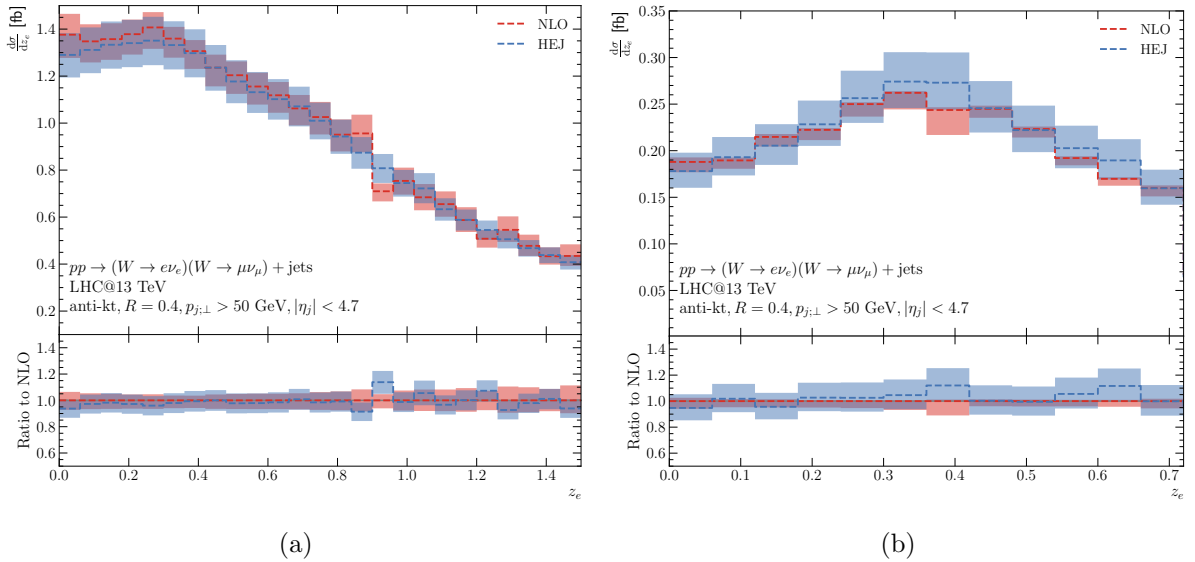 dσ/dz_e [fb]
1.4
1.2
1.0
0.8
0.6
0.4
0.2
NLO
HEJ
pp → (W → eν_e)(W → μν_μ) + jets
LHC@13 TeV
anti-kt, R = 0.4, p_{j;⊥} > 50 GeV, |η_j| < 4.7
Ratio to NLO
1.4
1.2
1.0
0.8
0.6
0.0 0.2 0.4 0.6 0.8 1.0 1.2 1.4
z_e
(a)
dσ/dz_e [fb]
0.35
0.30
0.25
0.20
0.15
0.10
0.05
0.00
NLO
HEJ
pp → (W → eν_e)(W → μν_μ) + jets
LHC@13 TeV
anti-kt, R = 0.4, p_{j;⊥} > 50 GeV, |η_j| < 4.7
Ratio to NLO
1.4
1.2
1.0
0.8
0.6
0.0 0.1 0.2 0.3 0.4 0.5 0.6 0.7
z_e
(b)